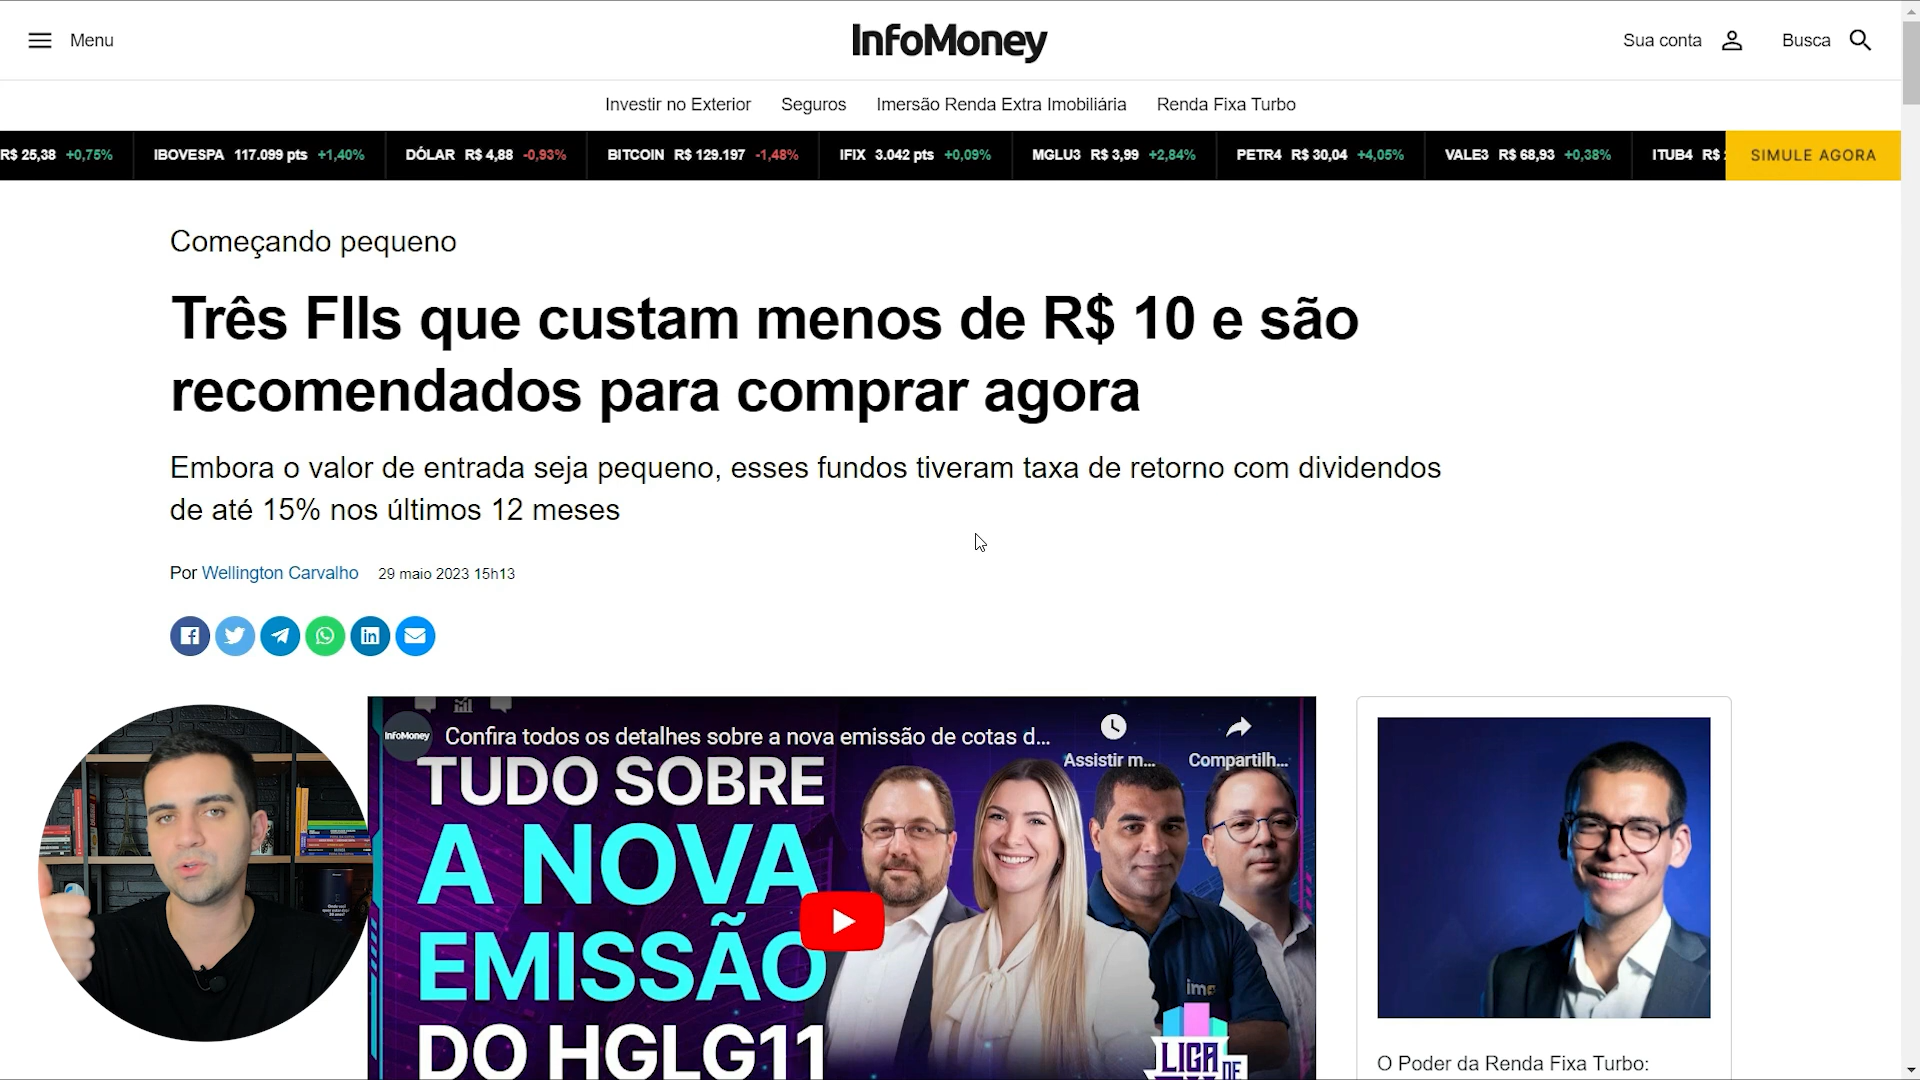 Menu
InfoMoney
Sua conta
Busca
Investir no Exterior Seguros Imersão Renda Extra Imobiliária Renda Fixa Turbo
R$ 25,38 +0,75% IBOVESPA 117.099 pts +1,40% DÓLAR R$ 4,88 -0,93% BITCOIN R$ 129.197 -1,48% IFIX 3.042 pts +0,09% MGLU3 R$ 3,99 +2,84% PETR4 R$ 30,04 +4,05% VALE3 R$ 68,93 +0,38% ITUB4 R$ SIMULE AGORA
Começando pequeno
Três FIIs que custam menos de R$ 10 e são
recomendados para comprar agora
Embora o valor de entrada seja pequeno, esses fundos tiveram taxa de retorno com dividendos
de até 15% nos últimos 12 meses
Por Wellington Carvalho 29 maio 2023 15h13
InfoMoney
Confira todos os detalhes sobre a nova emissão de cotas d...
Assistir m...
Compartilh...
TUDO SOBRE
A NOVA
EMISSÃO
DO HGLG11
LIGA
DE
O Poder da Renda Fixa Turbo: